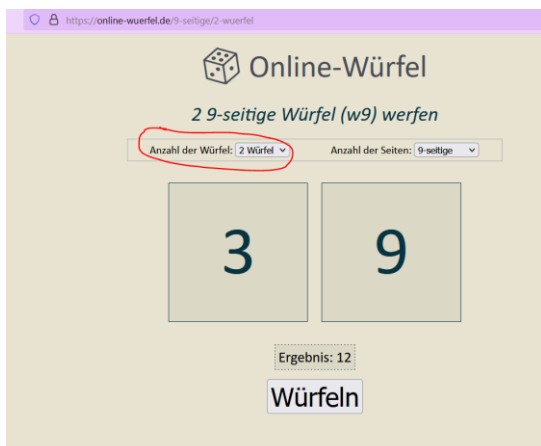 https://online-wuerfel.de/9-seitige/2-wuerfel
Online-Würfel
2 9-seitige Würfel (w9) werfen
Anzahl der Würfel: 2 Würfel Anzahl der Seiten: 9-seitige
3 9
Ergebnis: 12
Würfeln